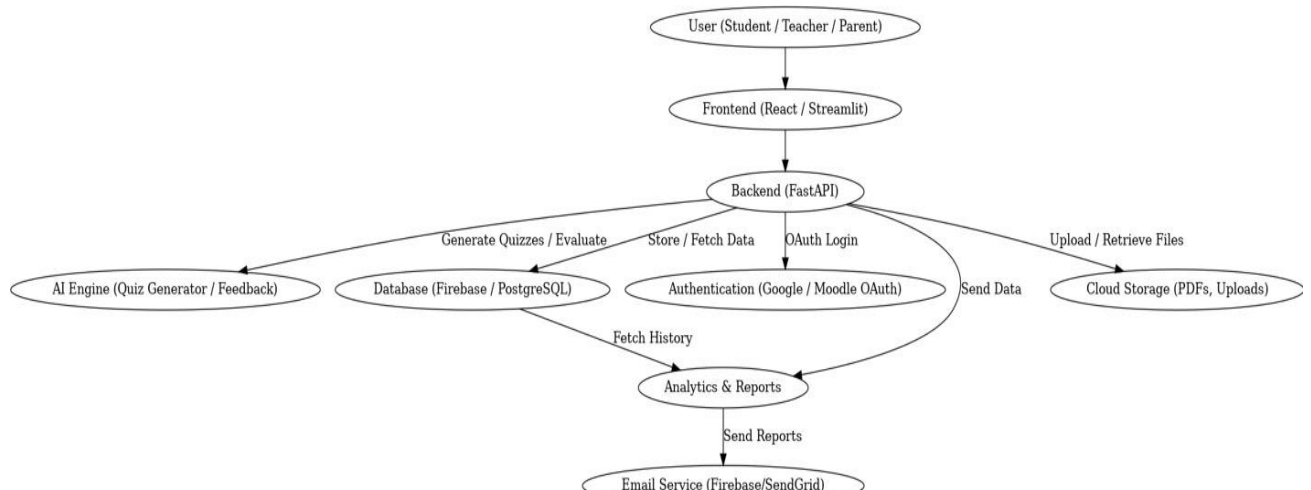 User (Student / Teacher / Parent)
Frontend (React / Streamlit)
Backend (FastAPI)
Generate Quizzes / Evaluate
Store / Fetch Data
OAuth Login
Upload / Retrieve Files
AI Engine (Quiz Generator / Feedback)
Database (Firebase / PostgreSQL)
Authentication (Google / Moodle OAuth)
Send Data
Cloud Storage (PDFs, Uploads)
Fetch History
Analytics & Reports
Send Reports
Email Service (Firebase/SendGrid)